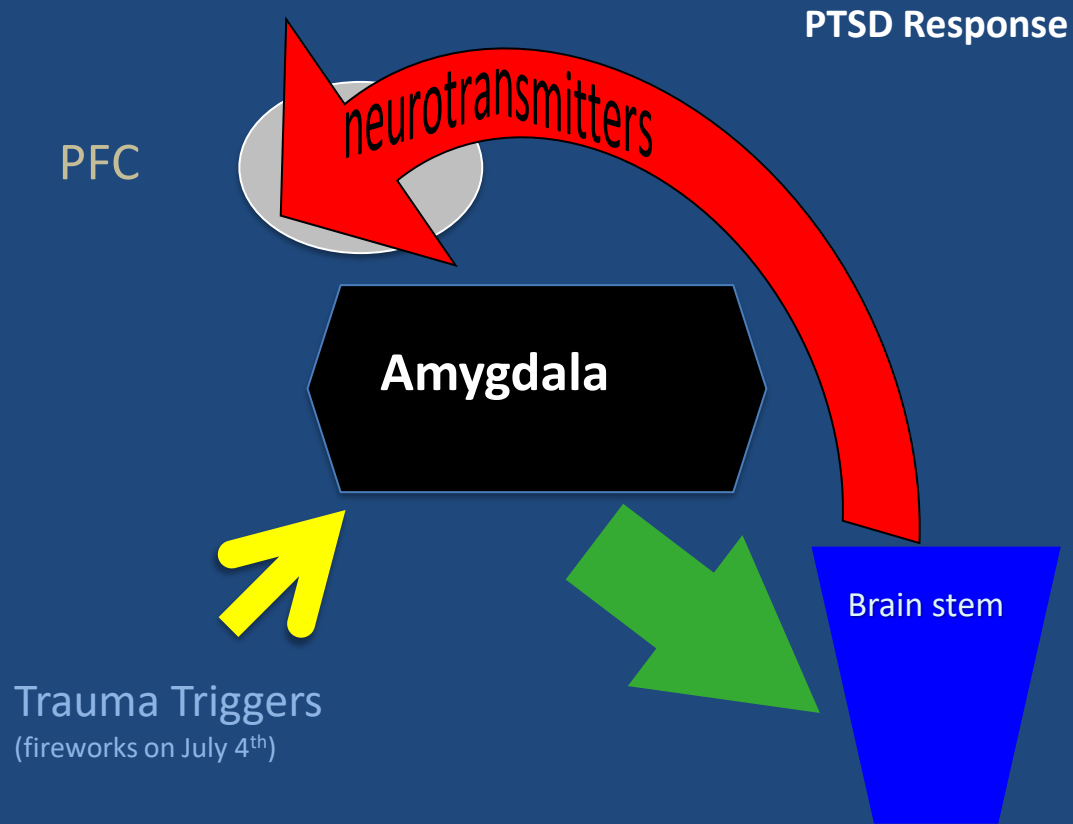 PTSD Response
neurotransmitters
PFC
Amygdala
Brain stem
Trauma Triggers
(fireworks on July 4th)